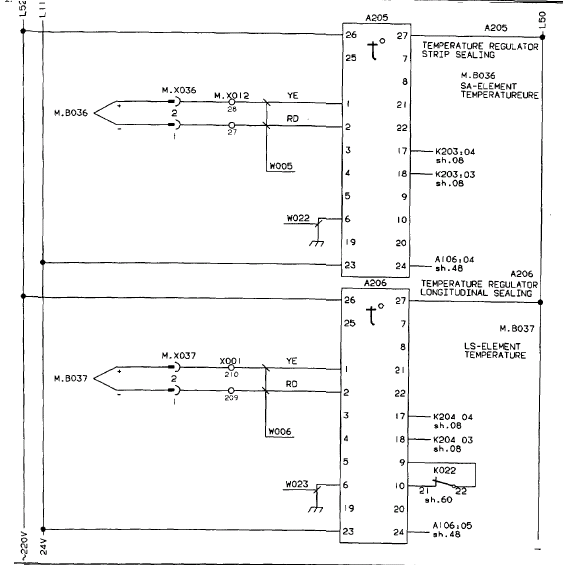 L52
L11
L50
A205
A205
26
27
TEMPERATURE REGULATOR
STRIP SEALING
t°
25
7
M.B036
SA-ELEMENT
TEMPERATUREURE
8
M.X036
M.X012
YE
1
21
M.B036
+
2
28
RD
-
1
27
2
22
3
17
K203:04
sh.08
W005
4
18
K203:03
sh.08
5
9
W022
6
10
19
20
23
24
A106:04
sh.48
A206
A206
TEMPERATURE REGULATOR
LONGITUDINAL SEALING
26
27
t°
25
7
M.B037
8
LS-ELEMENT
TEMPERATURE
M.X037
X001
YE
1
21
M.B037
+
2
210
RD
-
1
209
2
22
3
17
K204 04
sh.08
W006
4
18
K204 03
sh.08
5
9
K022
W023
6
10
21
22
sh.60
19
20
23
24
A106:05
sh.48
~220V
24V